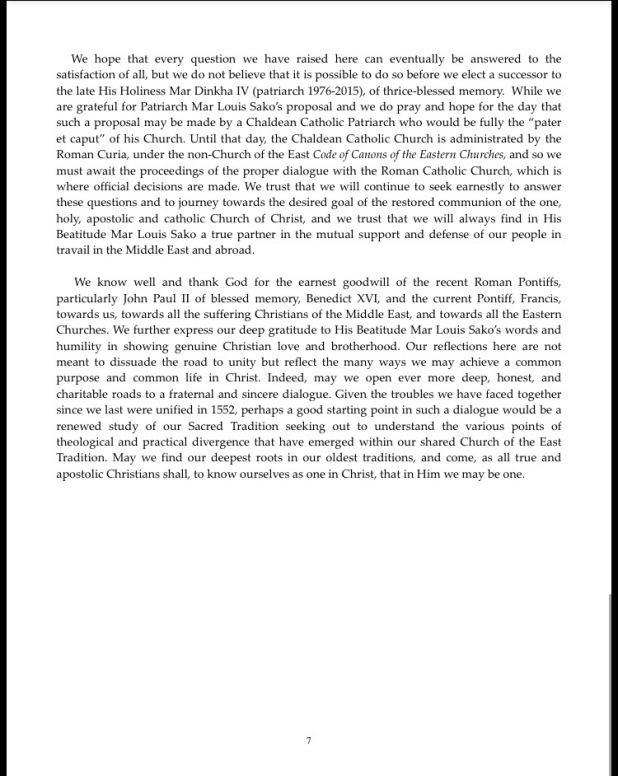 We hope that every question we have raised here can eventually be answered to the
satisfaction of all, but we do not believe that it is possible to do so before we elect a successor to
the late His Holiness Mar Dinkha IV (patriarch 1976-2015), of thrice-blessed memory. While we
are grateful for Patriarch Mar Louis Sako's proposal and we do pray and hope for the day that
such a proposal may be made by a Chaldean Catholic Patriarch who would be fully the "pater
et caput" of his Church. Until that day, the Chaldean Catholic Church is administrated by the
Roman Curia, under the non-Church of the East Code of Canons of the Eastern Churches, and so we
must await the proceedings of the proper dialogue with the Roman Catholic Church, which is
where official decisions are made. We trust that we will continue to seek earnestly to answer
these questions and to journey towards the desired goal of the restored communion of the one,
holy, apostolic and catholic Church of Christ, and we trust that we will always find in His
Beatitude Mar Louis Sako a true partner in the mutual support and defense of our people in
travail in the Middle East and abroad.
We know well and thank God for the earnest goodwill of the recent Roman Pontiffs,
particularly John Paul II of blessed memory, Benedict XVI, and the current Pontiff, Francis,
towards us, towards all the suffering Christians of the Middle East, and towards all the Eastern
Churches. We further express our deep gratitude to His Beatitude Mar Louis Sako's words and
humility in showing genuine Christian love and brotherhood. Our reflections here are not
meant to dissuade the road to unity but reflect the many ways we may achieve a common
purpose and common life in Christ. Indeed, may we open ever more deep, honest, and
charitable roads to a fraternal and sincere dialogue. Given the troubles we have faced together
since we last were unified in 1552, perhaps a good starting point in such a dialogue would be a
renewed study of our Sacred Tradition seeking out to understand the various points of
theological and practical divergence that have emerged within our shared Church of the East
Tradition. May we find our deepest roots in our oldest traditions, and come, as all true and
apostolic Christians shall, to know ourselves as one in Christ, that in Him we may be one.
7